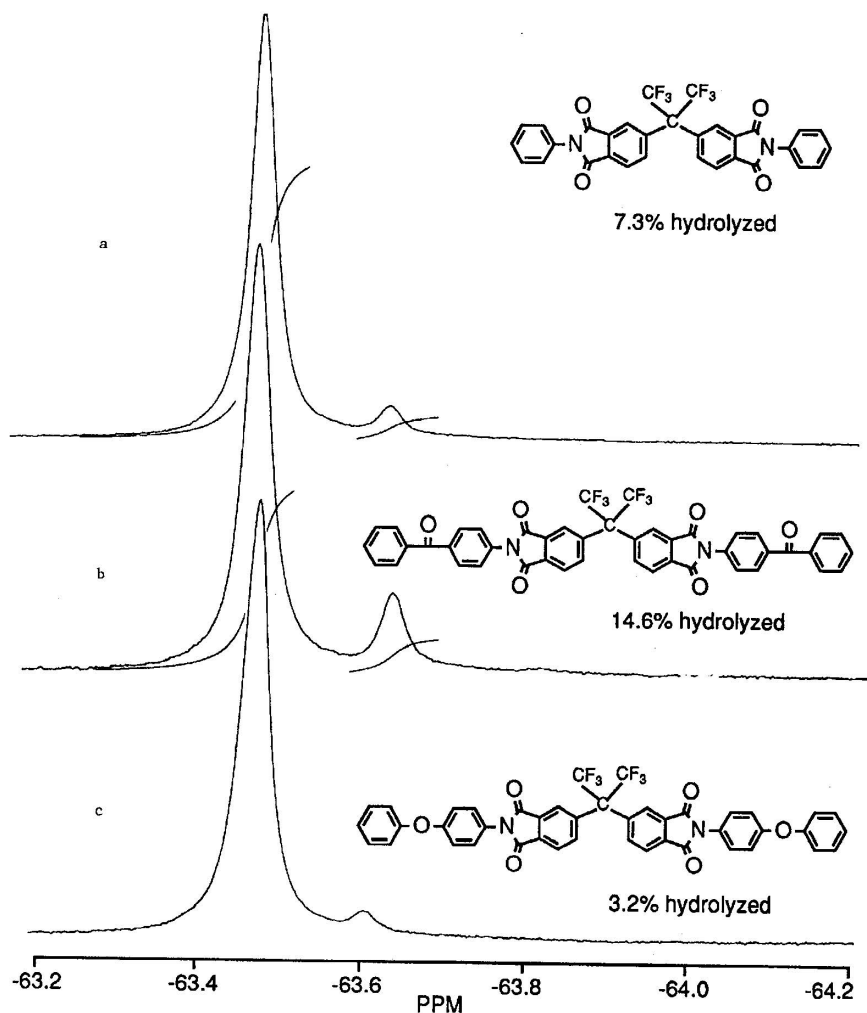 CF₃ CF₃
O C O
N N
O O
7.3% hydrolyzed
a
CF₃ CF₃
O O C O O
N N
O O
b
14.6% hydrolyzed
CF₃ CF₃
c
O C O
O N N O
O O
3.2% hydrolyzed
-63.2 -63.4 -63.6 -63.8 -64.0 -64.2
PPM